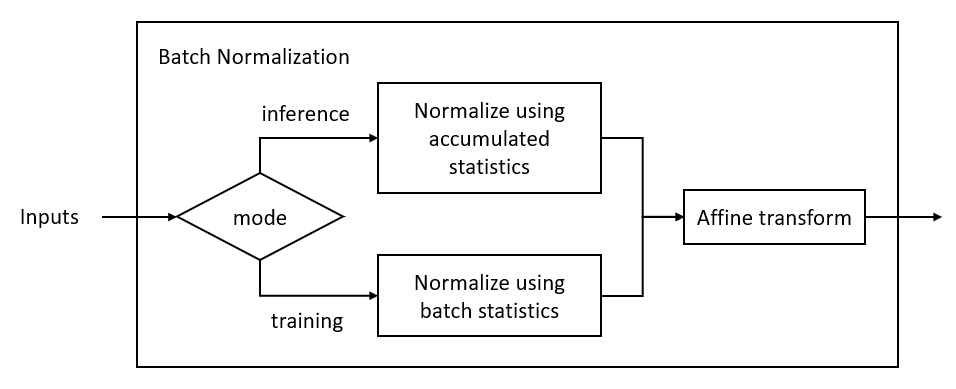 Batch Normalization
inference
Normalize using
accumulated
statistics
Inputs
mode
Affine transform
Normalize using
batch statistics
training